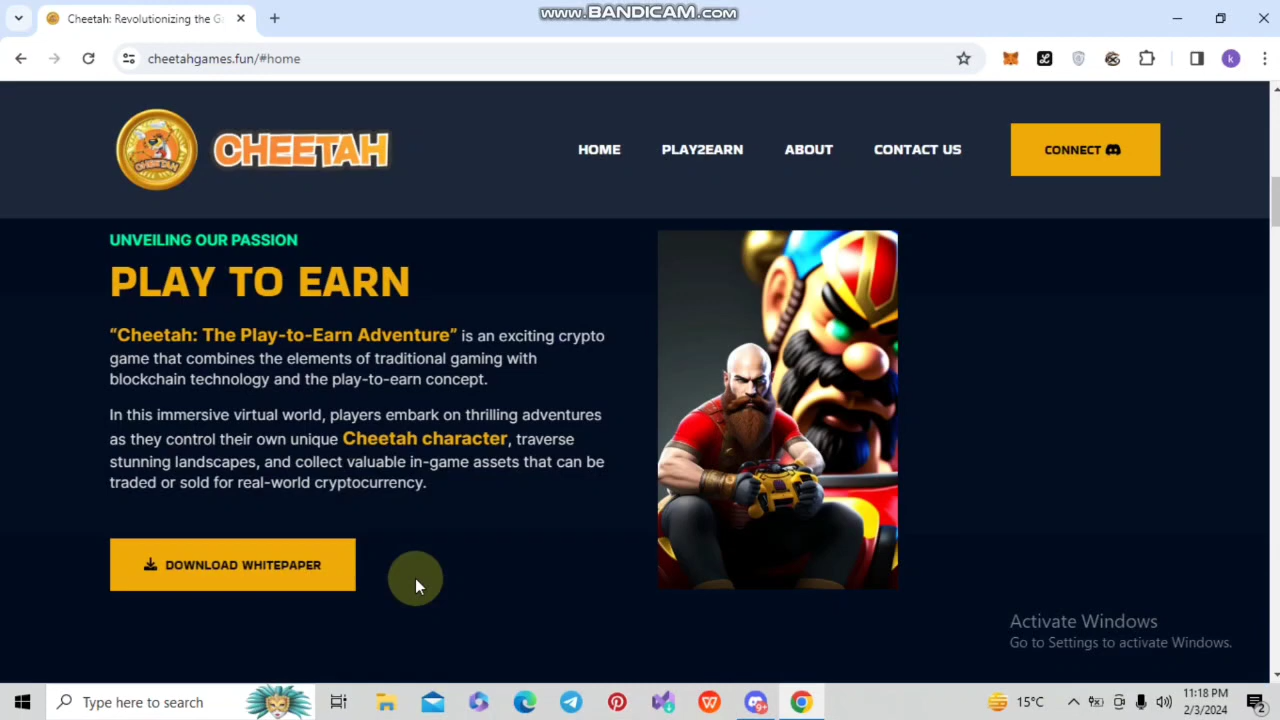 www.BANDICAM.com
Cheetah: Revolutionizing the G
cheetahgames.fun/#home
k
CHEETAH
CHEETAH
HOME
PLAY2EARN
ABOUT
CONTACT US
CONNECT
UNVEILING OUR PASSION
PLAY TO EARN
“Cheetah: The Play-to-Earn Adventure” is an exciting crypto
game that combines the elements of traditional gaming with
blockchain technology and the play-to-earn concept.
In this immersive virtual world, players embark on thrilling adventures
as they control their own unique Cheetah character, traverse
stunning landscapes, and collect valuable in-game assets that can be
traded or sold for real-world cryptocurrency.
DOWNLOAD WHITEPAPER
Activate Windows
Go to Settings to activate Windows.
Type here to search
9+
15°C
11:18 PM
2/3/2024
2